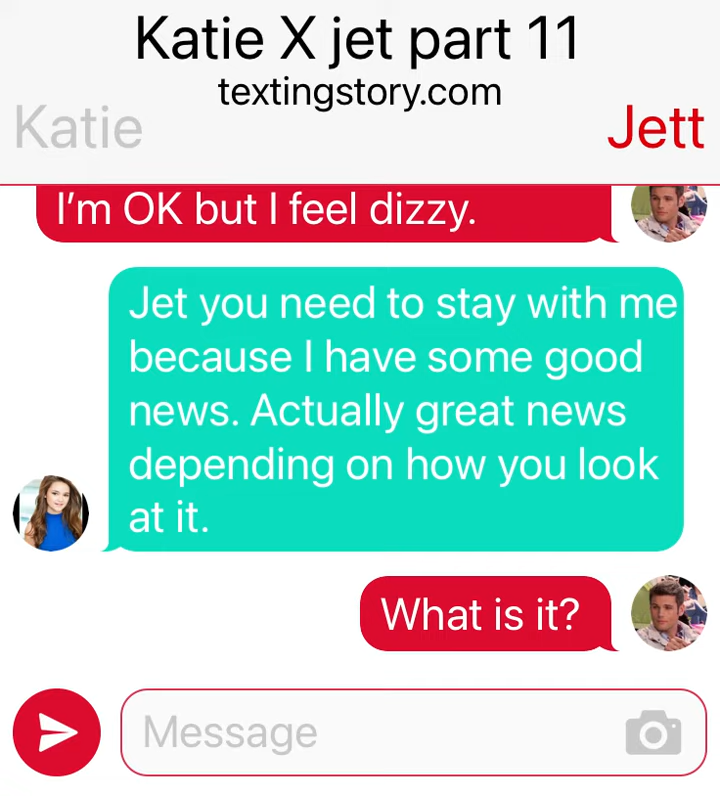 Katie X jet part 11
textingstory.com
Katie
Jett
I'm OK but I feel dizzy.
Jet you need to stay with me
because I have some good
news. Actually great news
depending on how you look
at it.
What is it?
Message